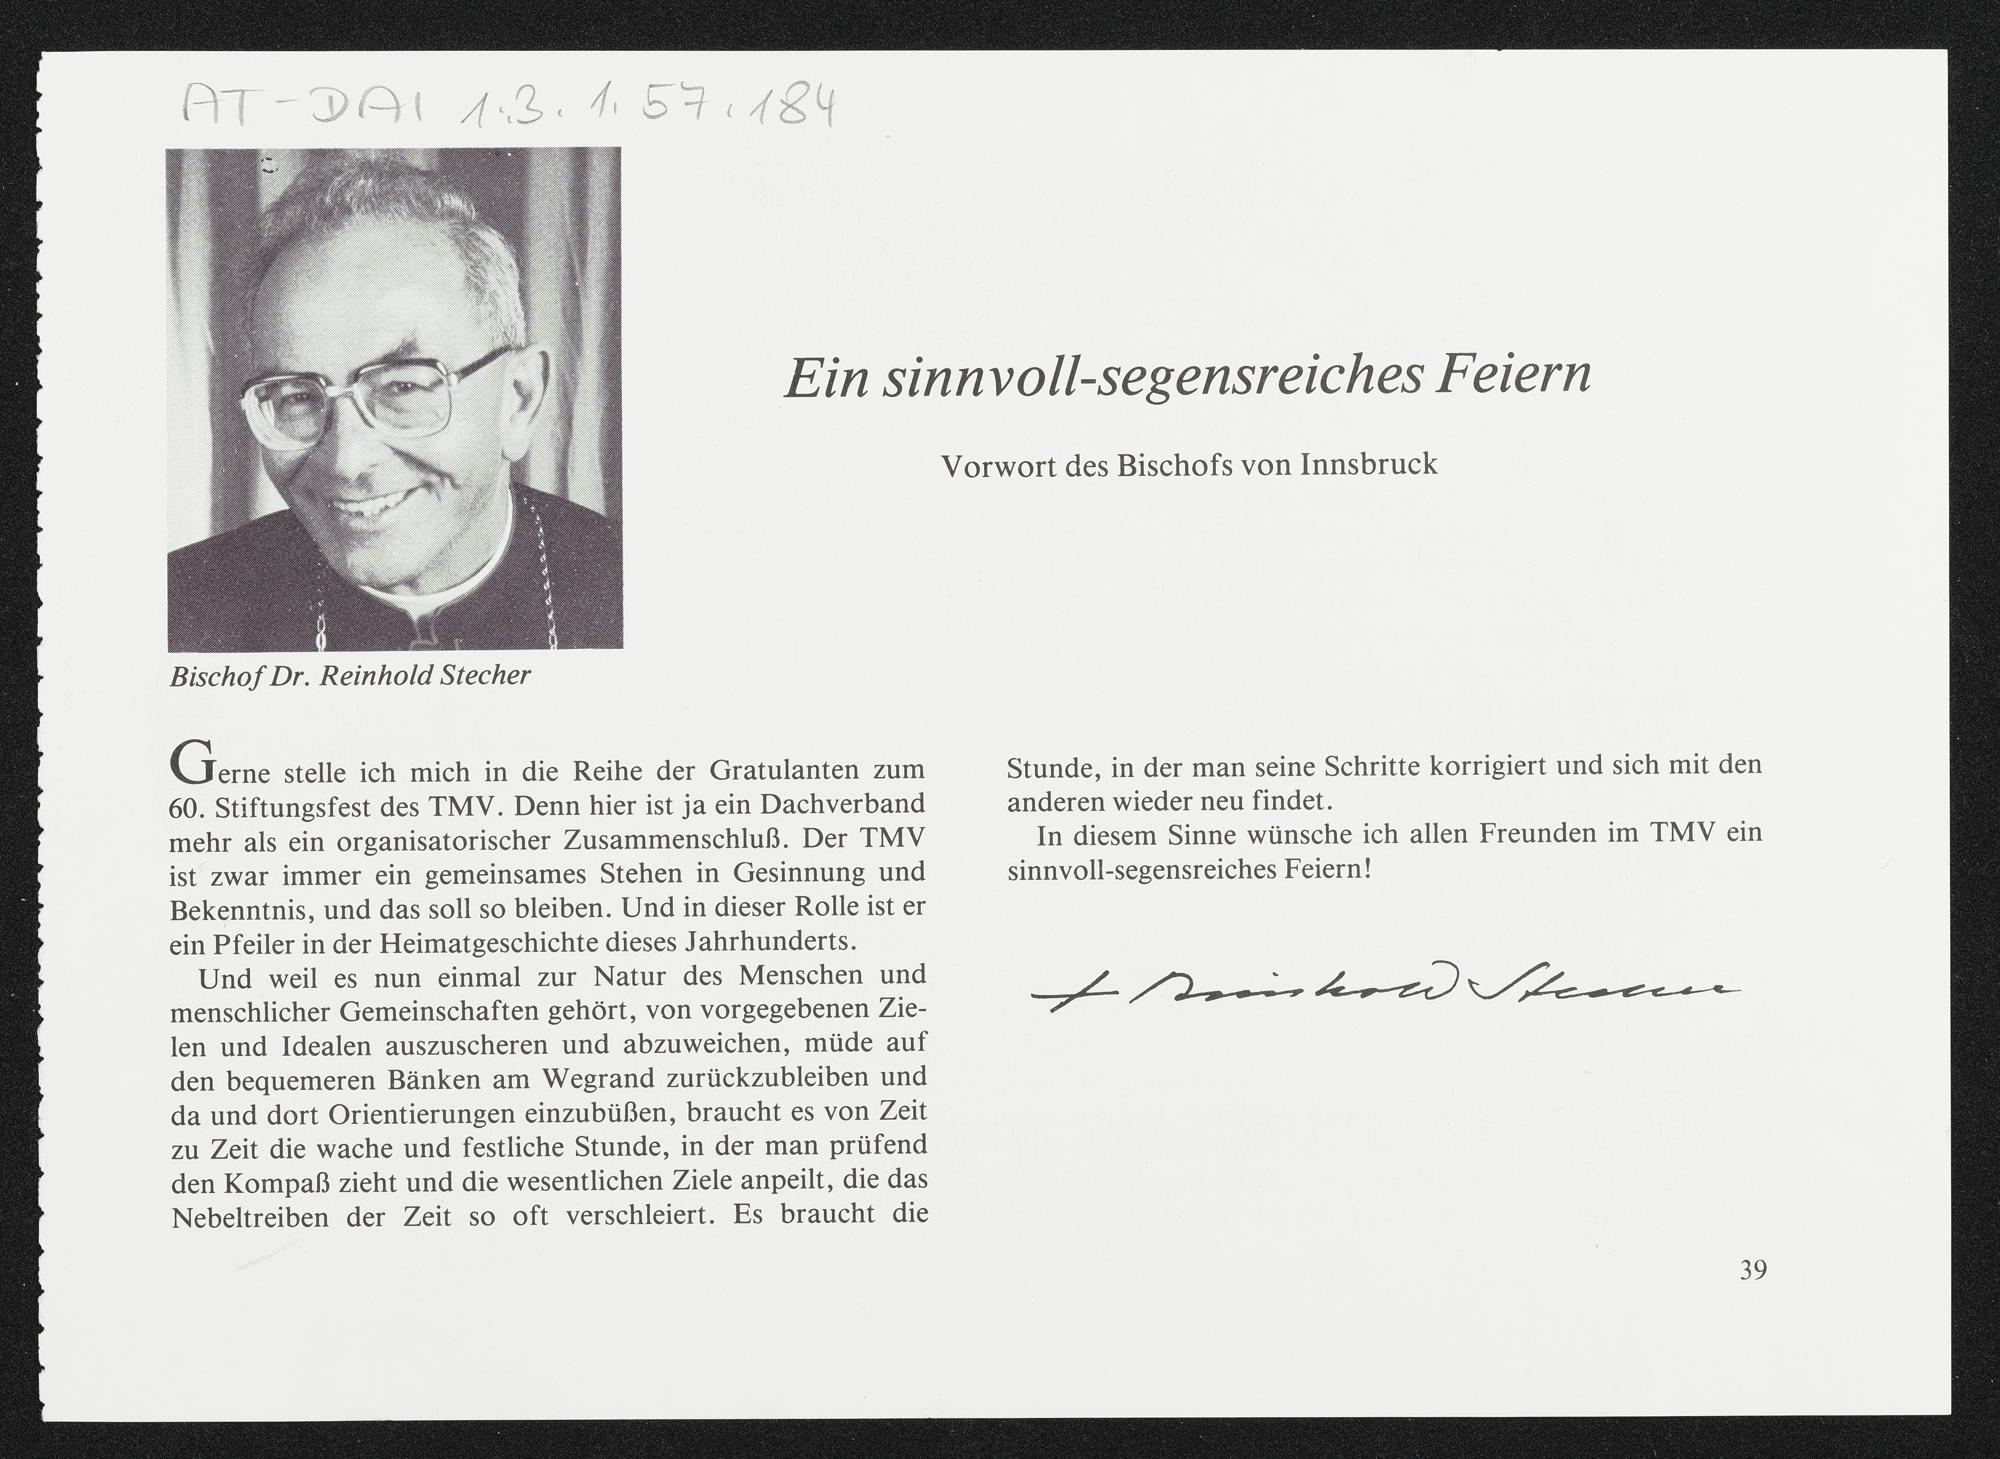 AT-DAI 1.3.1.57.184
Ein sinnvoll-segensreiches Feiern
Vorwort des Bischofs von Innsbruck
Bischof Dr. Reinhold Stecher
Gerne stelle ich mich in die Reihe der Gratulanten zum
60. Stiftungsfest des TMV. Denn hier ist ja ein Dachverband
mehr als ein organisatorischer Zusammenschluß. Der TMV
ist zwar immer ein gemeinsames Stehen in Gesinnung und
Bekenntnis, und das soll so bleiben. Und in dieser Rolle ist er
ein Pfeiler in der Heimatgeschichte dieses Jahrhunderts.
Und weil es nun einmal zur Natur des Menschen und
menschlicher Gemeinschaften gehört, von vorgegebenen Zie-
len und Idealen auszuscheren und abzuweichen, müde auf
den bequemeren Bänken am Wegrand zurückzubleiben und
da und dort Orientierungen einzubüßen, braucht es von Zeit
zu Zeit die wache und festliche Stunde, in der man prüfend
den Kompaß zieht und die wesentlichen Ziele anpeilt, die das
Nebeltreiben der Zeit so oft verschleiert. Es braucht die
Stunde, in der man seine Schritte korrigiert und sich mit den
anderen wieder neu findet.
In diesem Sinne wünsche ich allen Freunden im TMV ein
sinnvoll-segensreiches Feiern!
+ Reinhold Stecher
39